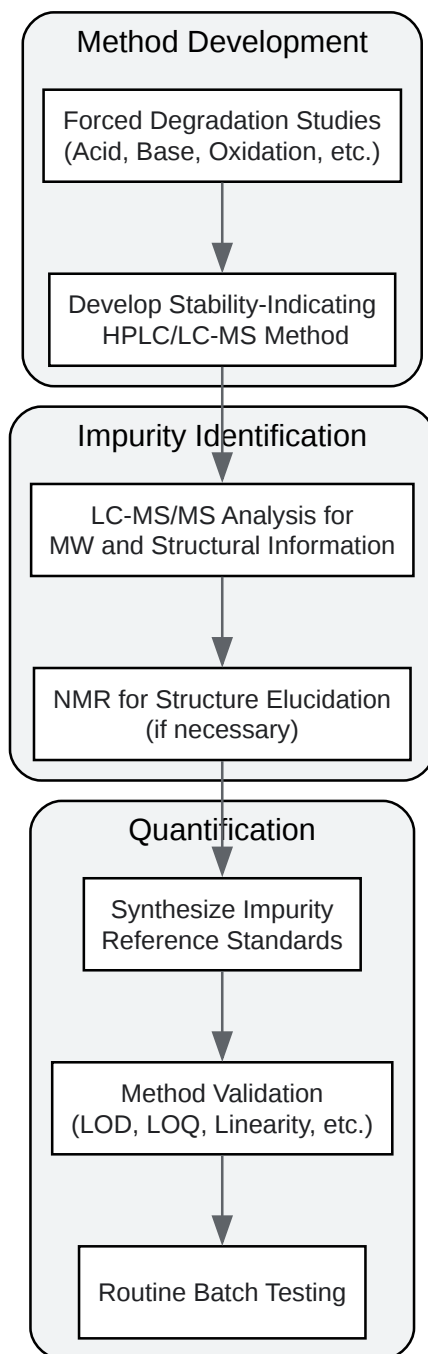 Method Development
Forced Degradation Studies
(Acid, Base, Oxidation, etc.)
Develop Stability-Indicating
HPLC/LC-MS Method
Impurity Identification
LC-MS/MS Analysis for
MW and Structural Information
NMR for Structure Elucidation
(if necessary)
Quantification
Synthesize Impurity
Reference Standards
Method Validation
(LOD, LOQ, Linearity, etc.)
Routine Batch Testing